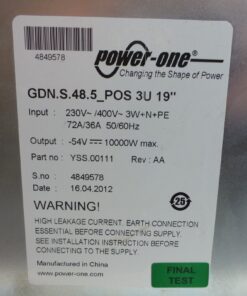 4849578
power-one®
Changing the Shape of Power
GDN.S.48.5_POS 3U 19"
Input : 230V~ /400V~ 3W+N+PE
72A/36A 50/60Hz
Output : -54V⎓ 10000W max.
Part no : YSS.00111 Rev : AA
S.no : 4849578
Date : 16.04.2012
25
WARNING!
HIGH LEAKAGE CURRENT. EARTH CONNECTION
ESSENTIAL BEFORE CONNECTING SUPPLY.
SEE INSTALLATION INSTRUCTION BEFORE
CONNECTING TO THE SUPPLY.
Manufactured in China
www.power-one.com
FINAL
TEST